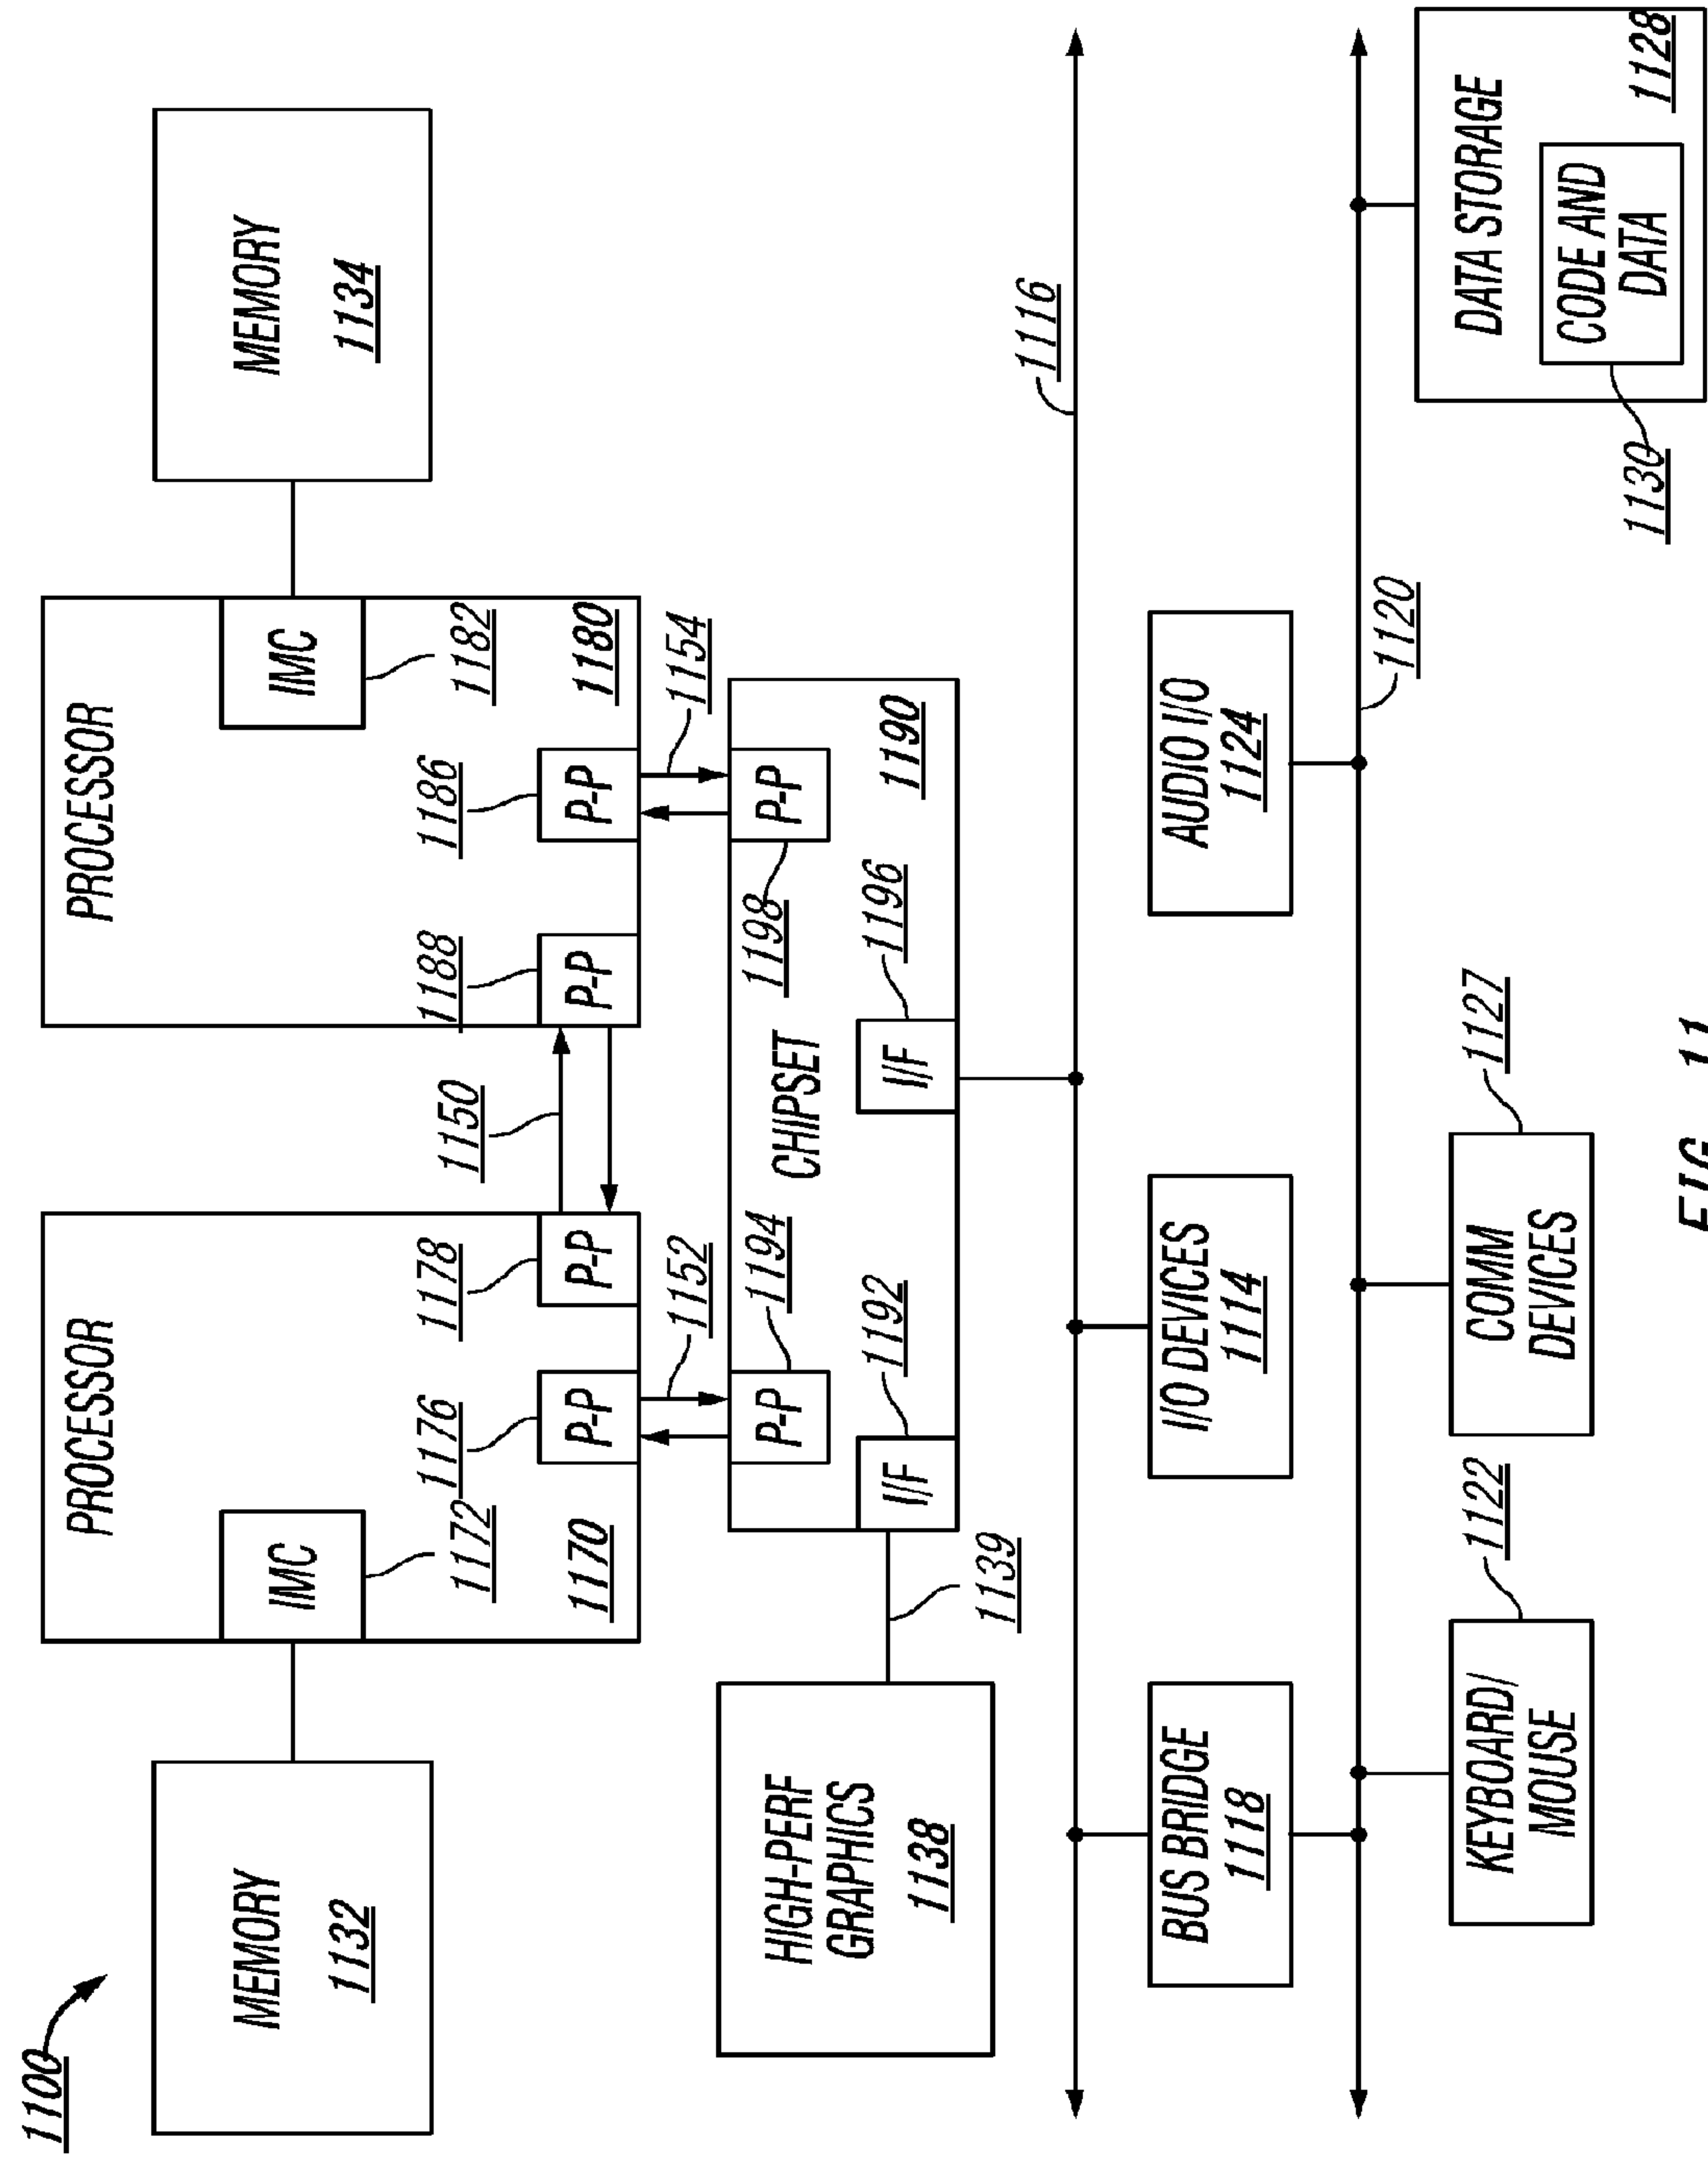 1100
PROCESSOR
PROCESSOR
MEMORY
1132
IMC
1172
1176
1178
1150
1188
1186
IMC
1182
MEMORY
1134
1170
P-P
P-P
P-P
P-P
1180
1152
1154
HIGH-PERF
GRAPHICS
1138
P-P
1194
CHIPSET
1198
P-P
1190
1139
I/F
1192
I/F
1196
1116
BUS BRIDGE
1118
I/O DEVICES
1114
AUDIO I/O
1124
1120
KEYBOARD/
MOUSE
1122
COMM
DEVICES
1127
DATA STORAGE
CODE AND
DATA
1128
1130
FIG. 11